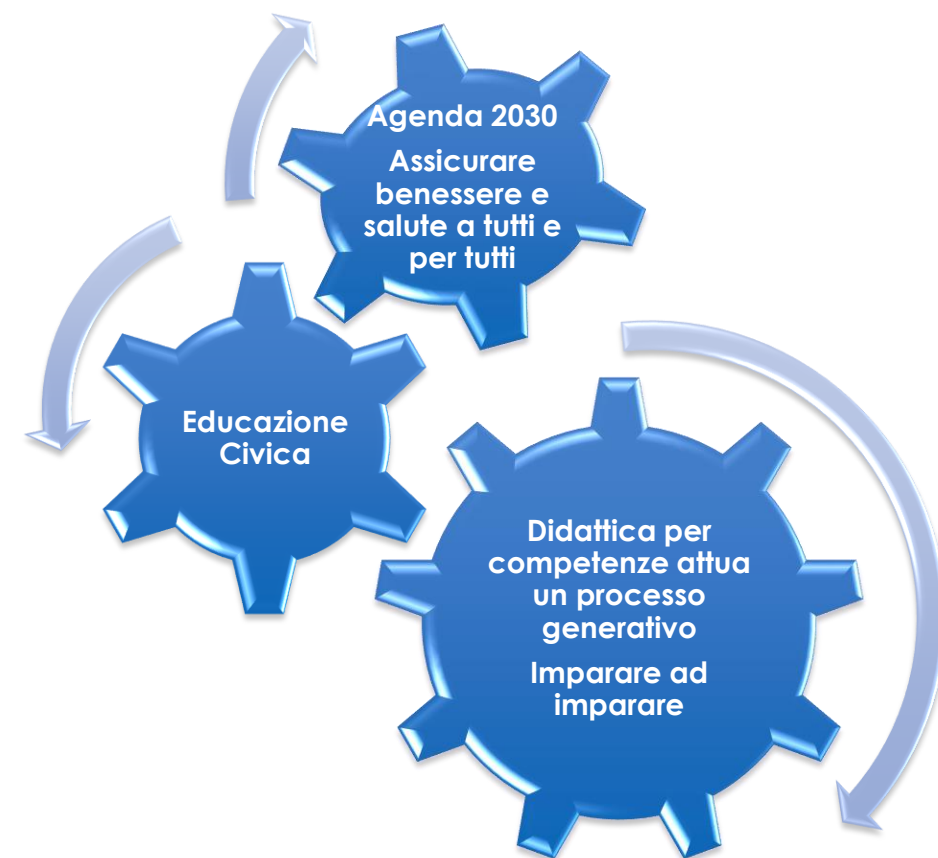 Agenda 2030
Assicurare
benessere e
salute a tutti e
per tutti
Educazione
Civica
Didattica per
competenze attua
un processo
generativo
Imparare ad
imparare